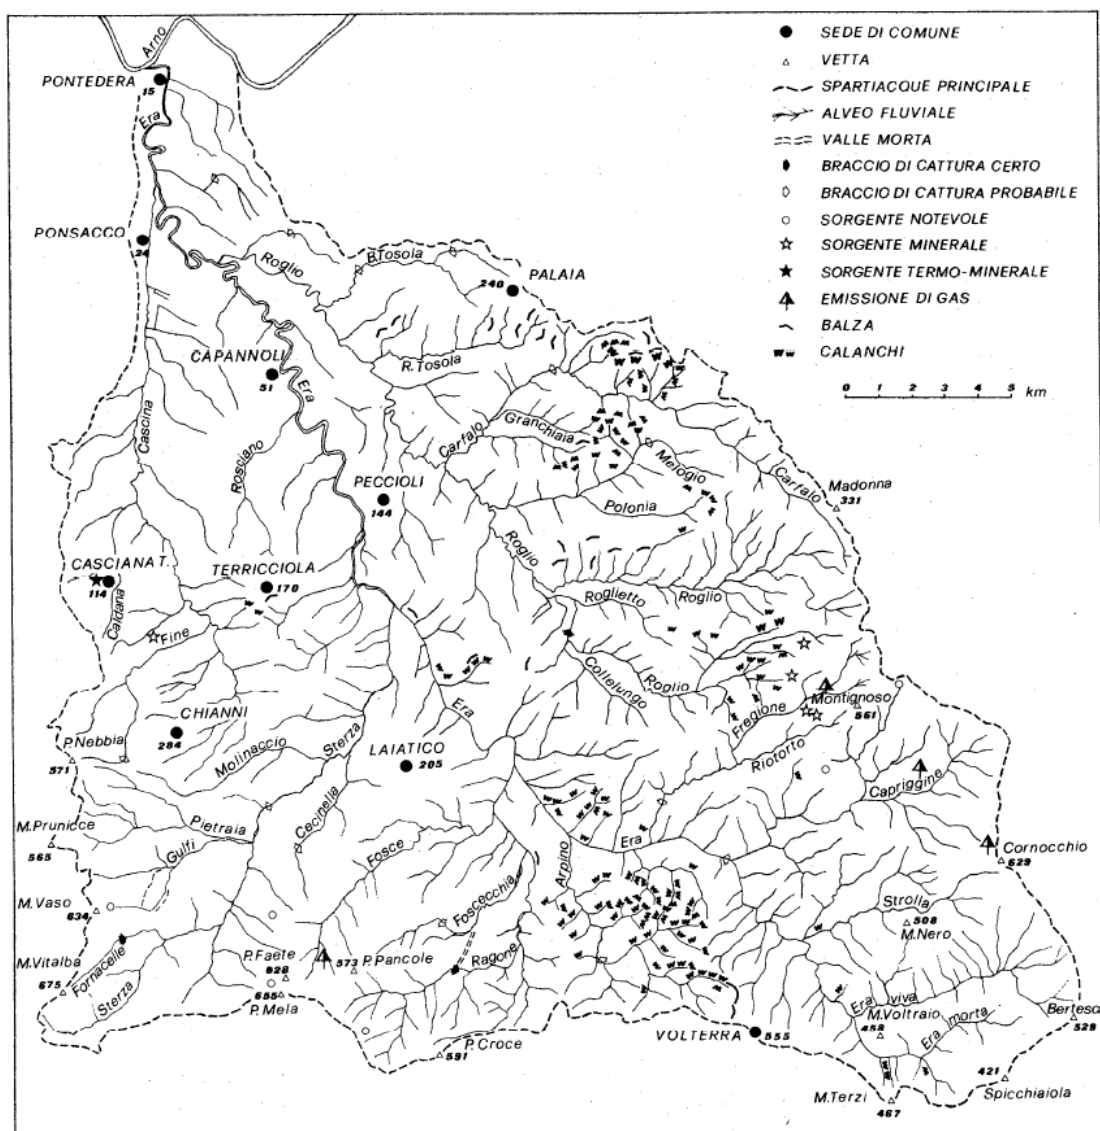 Arno
PONTEDERA
15
Era
PONSACCO
24
Roglio
B.Tosola
PALAIA
240
SEDE DI COMUNE
VETTA
SPARTIACQUE PRINCIPALE
ALVEO FLUVIALE
VALLE MORTA
BRACCIO DI CATTURA CERTO
BRACCIO DI CATTURA PROBABILE
SORGENTE NOTEVOLE
SORGENTE MINERALE
SORGENTE TERMO-MINERALE
EMISSIONE DI GAS
BALZA
CALANCHI
0 1 2 3 4 5
km
CAPANNOLI
51
Era
R.Tosola
Cascina
Rosciano
Carfalo
Granchiaia
Melogio
Carfalo
Madonna
331
PECCIOLI
144
Polonia
Roglio
CASCIANA T.
114
Caldana
TERRICCIOLA
170
Fine
Roglietto
Roglio
Collelungo
Roglio
Fregione
Montignoso
561
CHIANNI
284
P.Nebbia
571
Molinaccio
Sterza
Era
LAIATICO
205
Riotorto
Capriggine
M.Prunicce
565
Pietraia
Gulfi
Cecinella
Fosce
Era
Arpino
Cornocchio
629
M.Vaso
634
Foscecchia
Strolla
508
M.Nero
M.Vitalba
675
Fornacelle
Sterza
P.Faete
628
573
P.Pancole
Ragone
655
P.Mela
P.Croce
591
VOLTERRA
555
Era viva
M.Voltraio
458
Era morta
Bertesca
529
421
Spicchiaiola
M.Terzi
467